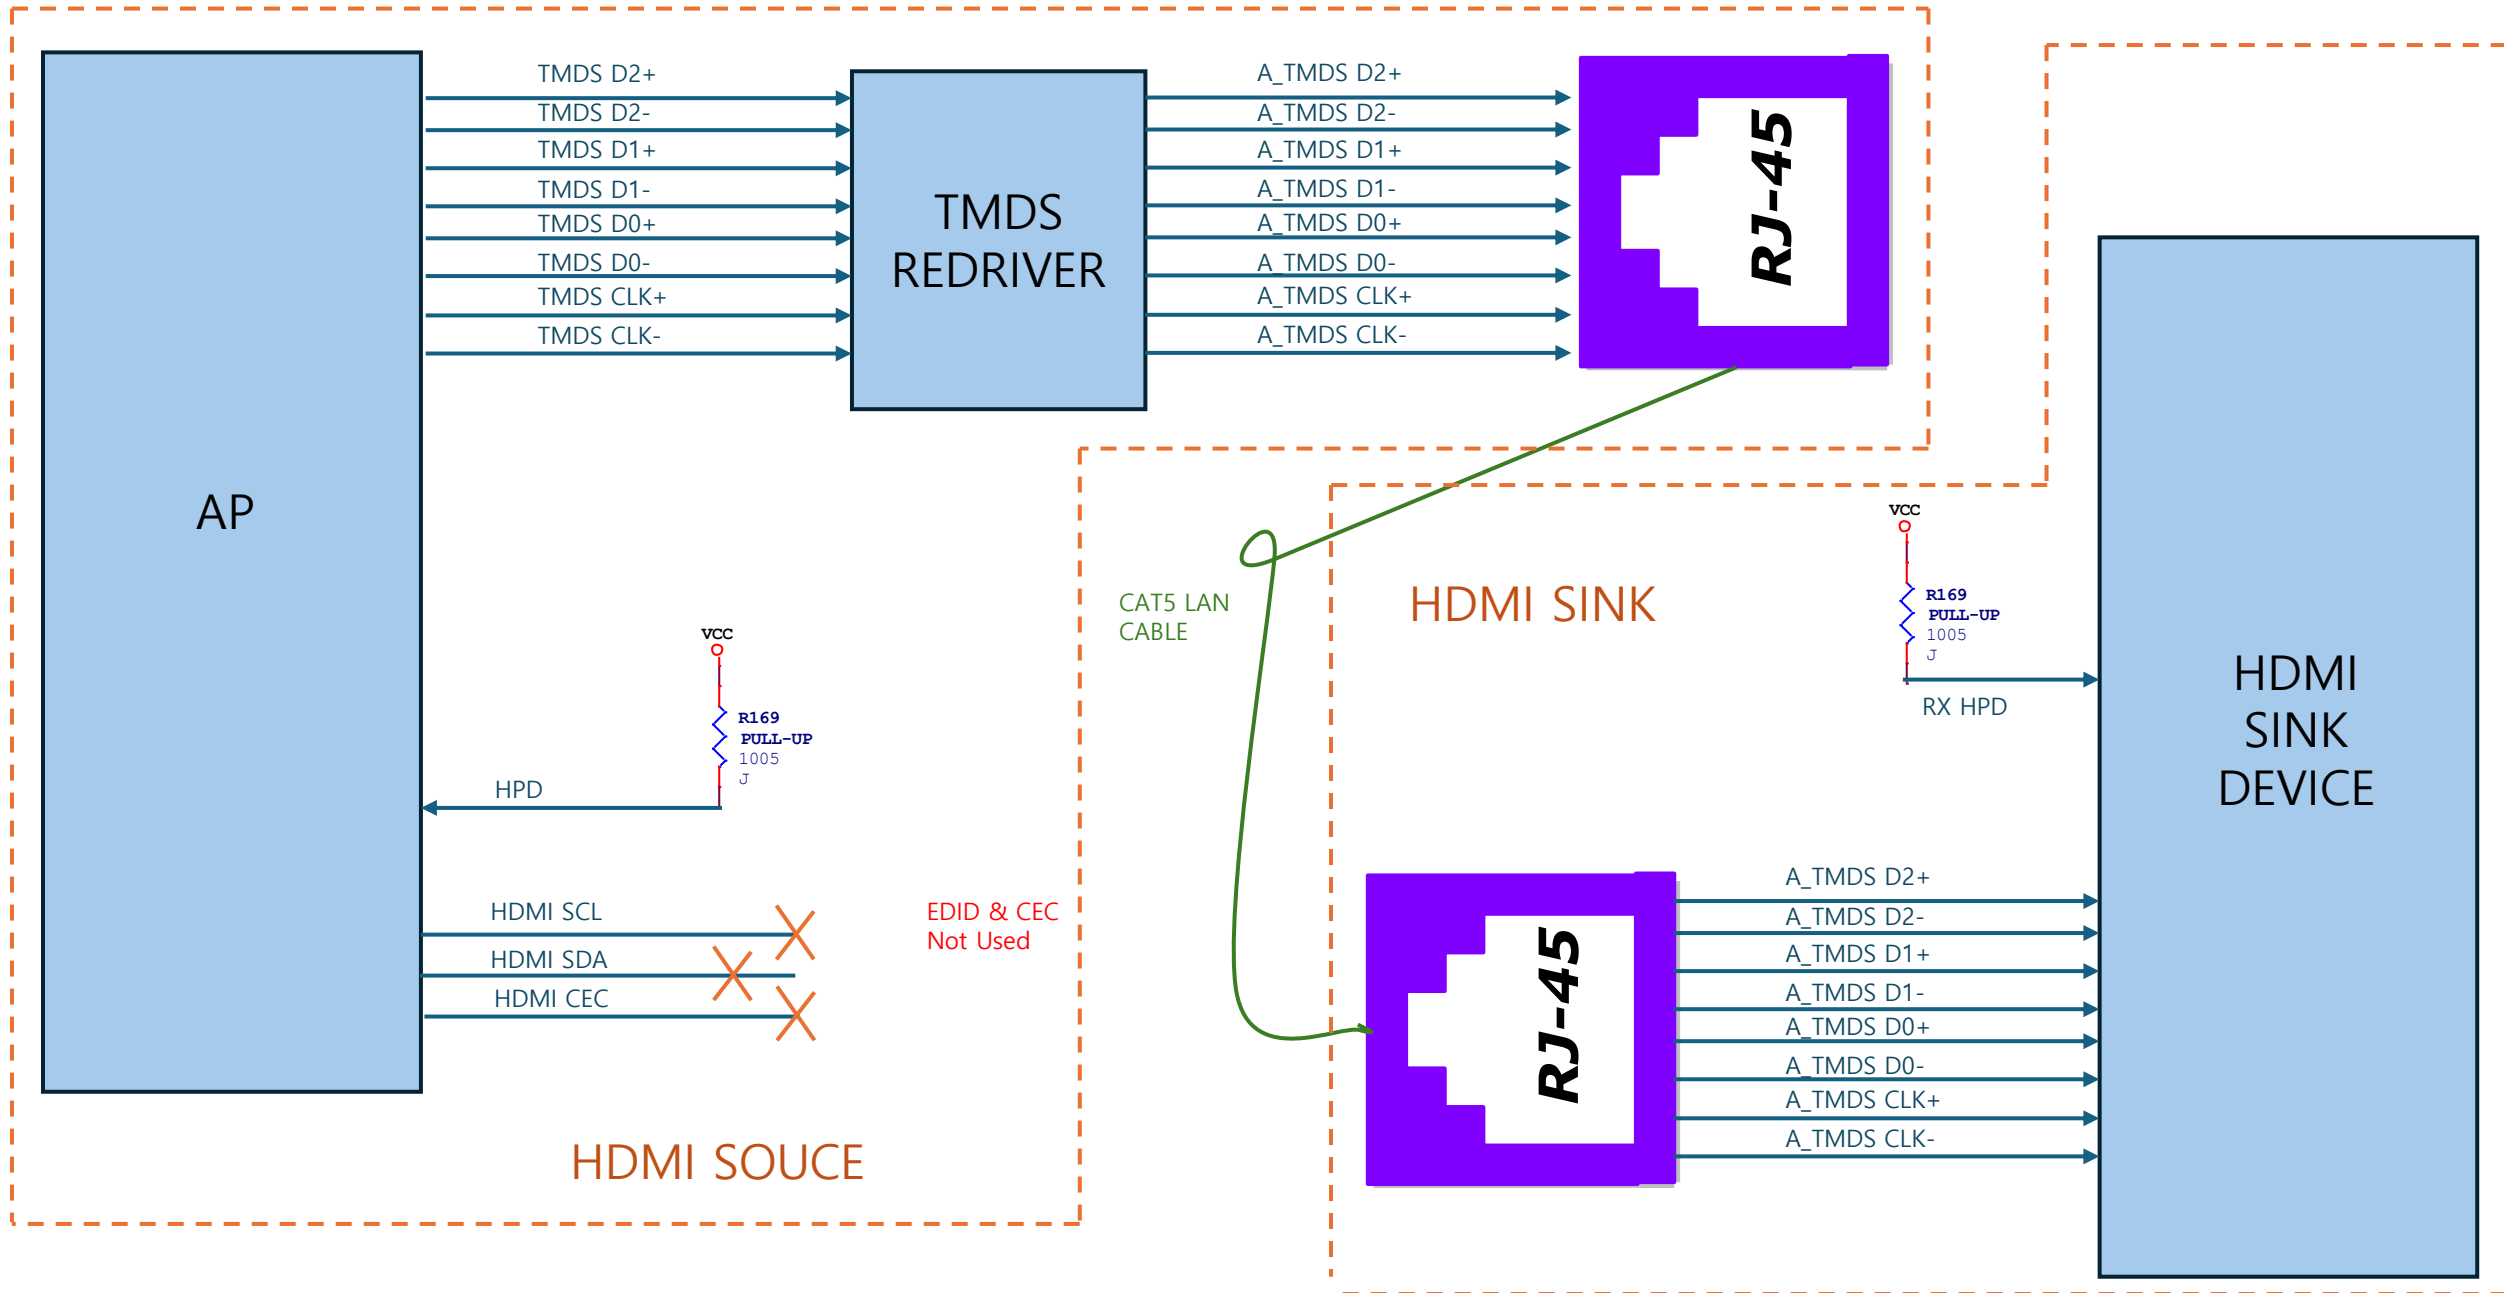 TMDS D2+
TMDS D2-
TMDS D1+
TMDS D1-
TMDS D0+
TMDS D0-
TMDS CLK+
TMDS CLK-
AP
TMDS
REDRIVER
A_TMDS D2+
A_TMDS D2-
A_TMDS D1+
A_TMDS D1-
A_TMDS D0+
A_TMDS D0-
A_TMDS CLK+
A_TMDS CLK-
RJ-45
VCC
R169
PULL-UP
1005
J
HPD
HDMI SCL
HDMI SDA
HDMI CEC
EDID & CEC
Not Used
HDMI SOUCE
CAT5 LAN
CABLE
HDMI SINK
VCC
R169
PULL-UP
1005
J
RX HPD
RJ-45
A_TMDS D2+
A_TMDS D2-
A_TMDS D1+
A_TMDS D1-
A_TMDS D0+
A_TMDS D0-
A_TMDS CLK+
A_TMDS CLK-
HDMI
SINK
DEVICE